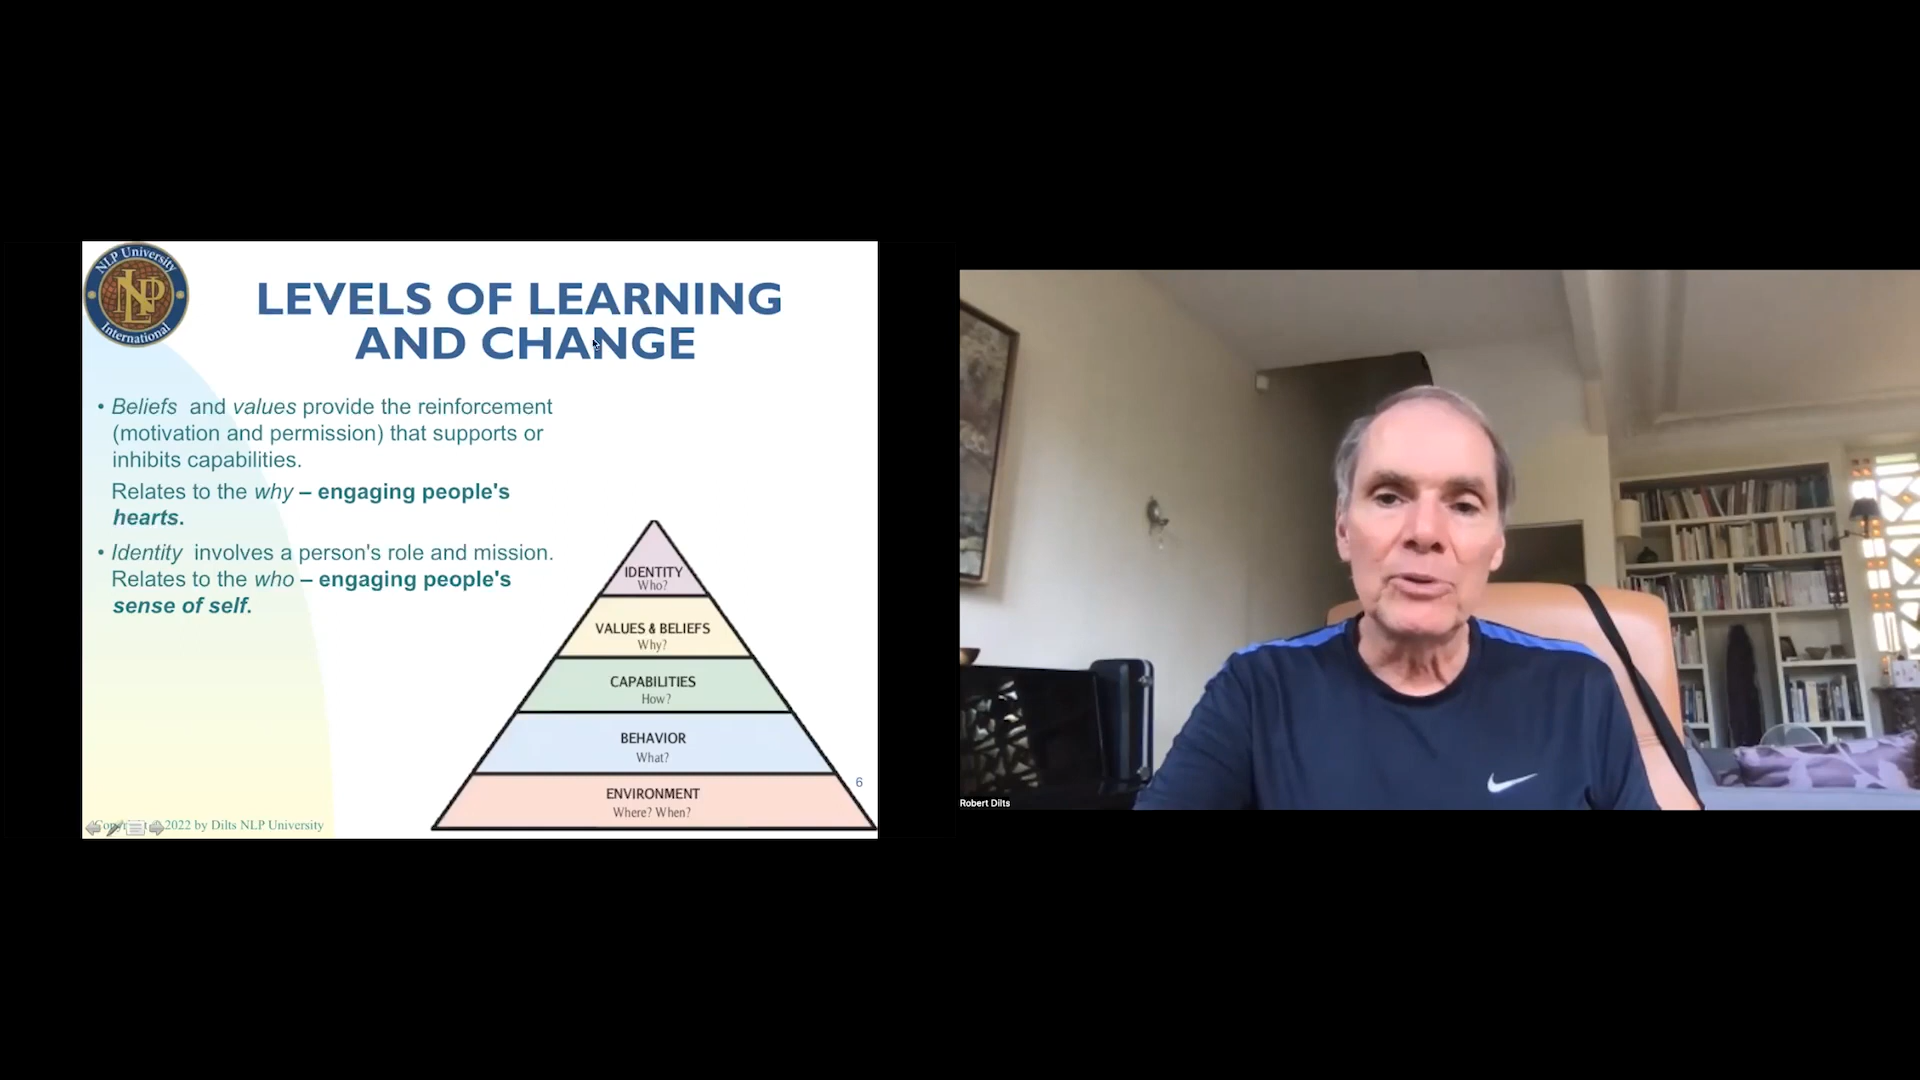 NLP University
International
NLP
LEVELS OF LEARNING
AND CHANGE
• Beliefs and values provide the reinforcement
(motivation and permission) that supports or
inhibits capabilities.
Relates to the why – engaging people's
hearts.
• Identity involves a person's role and mission.
Relates to the who – engaging people's
sense of self.
IDENTITY
Who?
VALUES & BELIEFS
Why?
CAPABILITIES
How?
BEHAVIOR
What?
ENVIRONMENT
Where? When?
6
2022 by Dilts NLP University
Robert Dilts